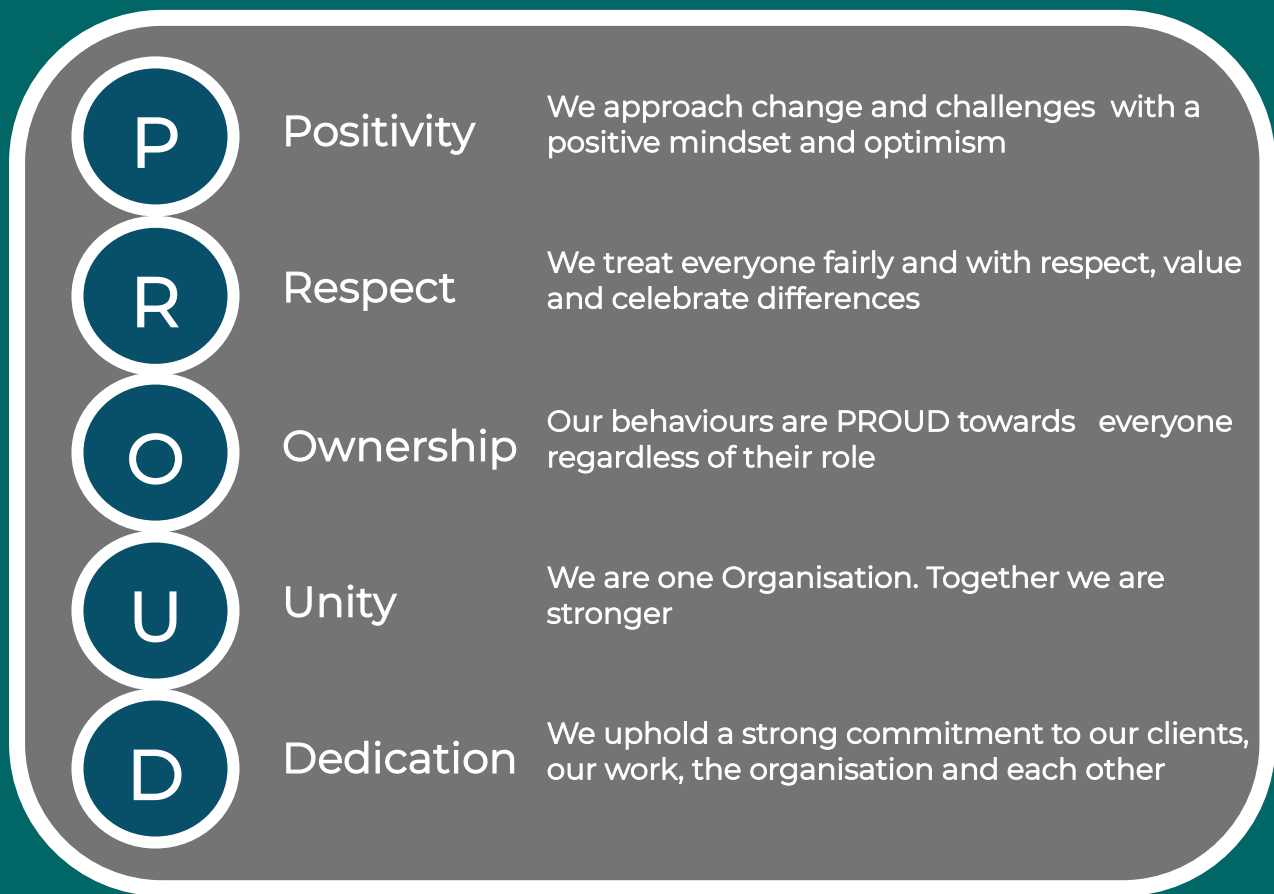 P
Positivity
We approach change and challenges with a
positive mindset and optimism
R
Respect
We treat everyone fairly and with respect, value
and celebrate differences
O
Ownership
Our behaviours are PROUD towards everyone
regardless of their role
U
Unity
We are one Organisation. Together we are
stronger
D
Dedication
We uphold a strong commitment to our clients,
our work, the organisation and each other